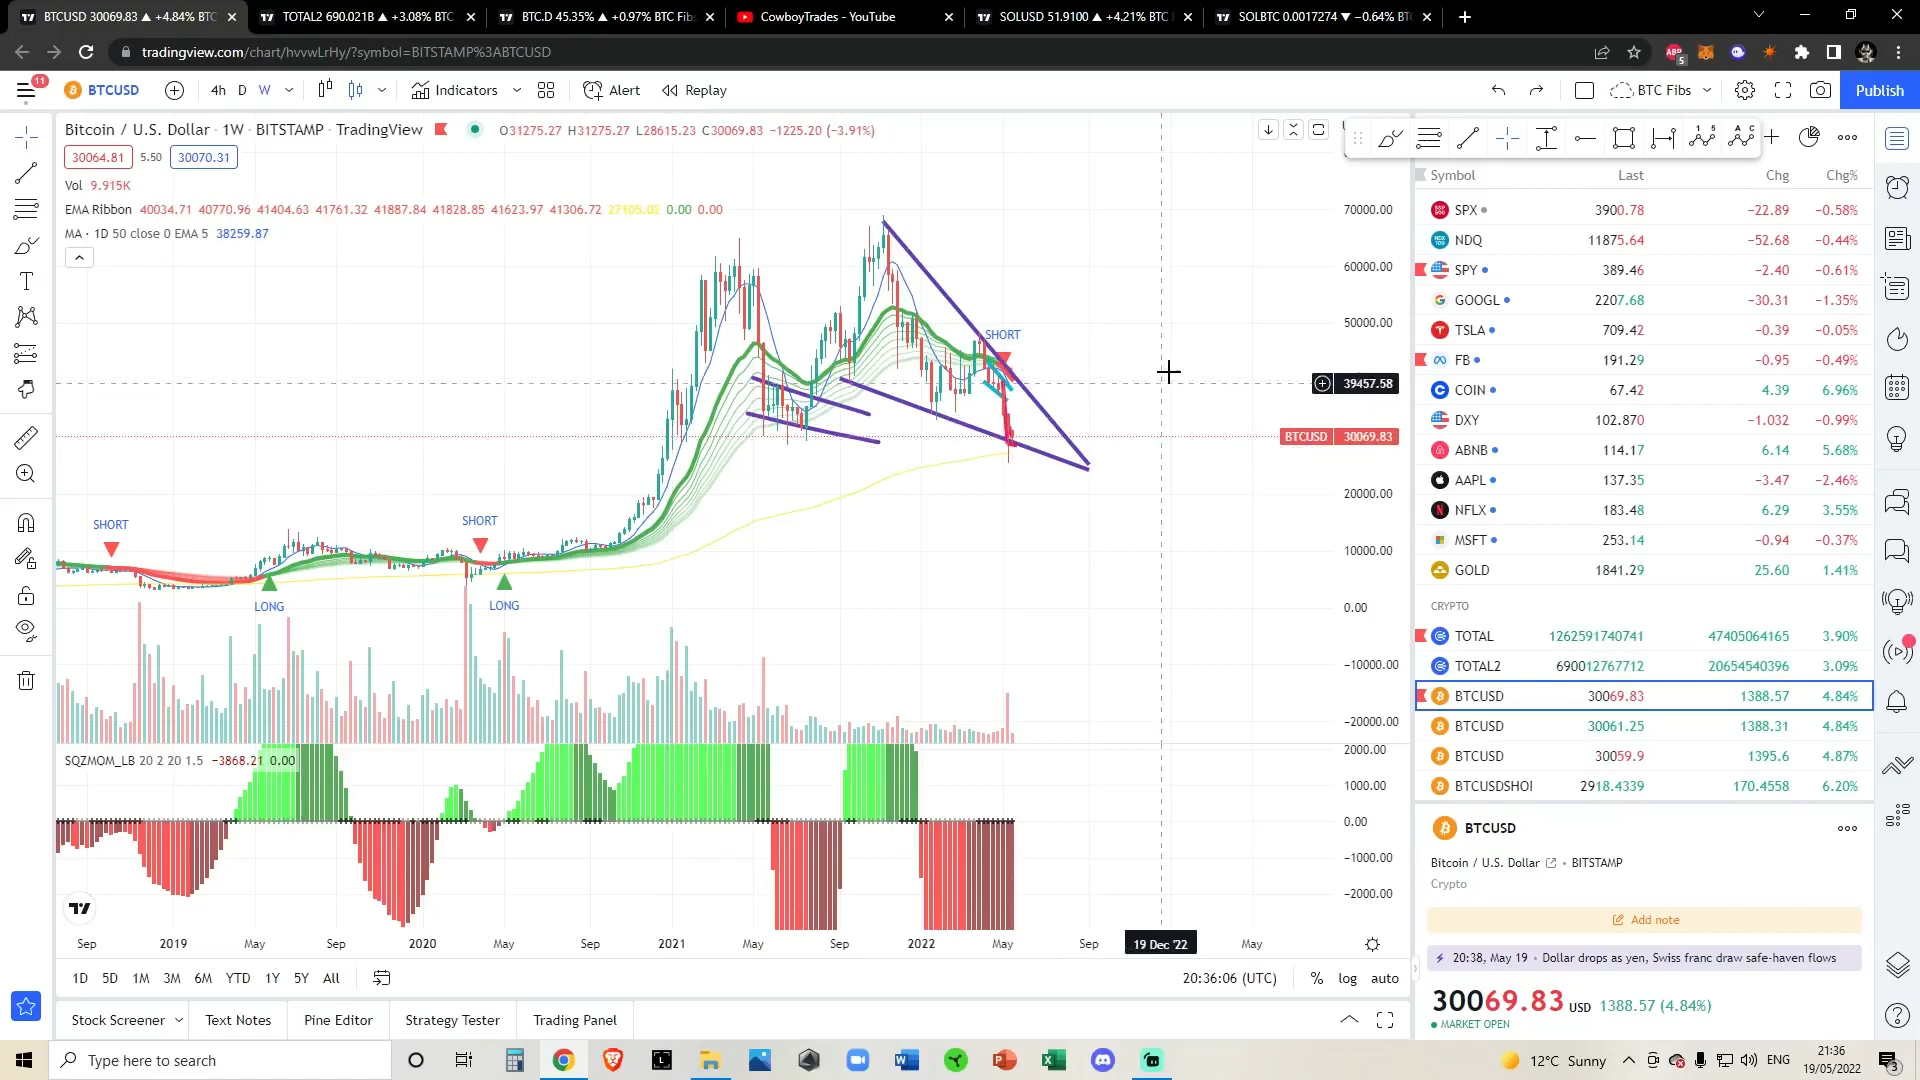 BTCUSD 30069.83 ▲ +4.84% BTC
TOTAL2 690.021B ▲ +3.08% BTC
BTC.D 45.35% ▲ +0.97% BTC Fibs
CowboyTrades - YouTube
SOLUSD 51.9100 ▲ +4.21% BTC
SOLBTC 0.0017274 ▼ −0.64% BTC
tradingview.com/chart/hvvwLrHy/?symbol=BITSTAMP%3ABTCUSD
11
BTCUSD
4h D W
Indicators
Alert
Replay
BTC Fibs
Publish
Bitcoin / U.S. Dollar · 1W · BITSTAMP · TradingView
O31275.27 H31275.27 L28615.23 C30069.83 −1225.20 (−3.91%)
30064.81 5.50 30070.31
Vol 9.915K
EMA Ribbon 40034.71 40770.96 41404.63 41761.32 41887.84 41828.85 41623.97 41306.72 27105.02 0.00 0.00
MA · 1D 50 close 0 EMA 5 38259.87
SHORT
SHORT
SHORT
LONG
LONG
70000.00
60000.00
50000.00
39457.58
BTCUSD 30069.83
20000.00
10000.00
0.00
−10000.00
−20000.00
SQZMOM_LB 20 2 20 1.5 −3868.21 0.00
2000.00
1000.00
0.00
−1000.00
−2000.00
Sep 2019 May Sep 2020 May Sep 2021 May Sep 2022 May Sep 19 Dec '22 May
1D 5D 1M 3M 6M YTD 1Y 5Y All
20:36:06 (UTC) % log auto
Stock Screener Text Notes Pine Editor Strategy Tester Trading Panel
Symbol Last Chg Chg%
SPX 3900.78 −22.89 −0.58%
NDQ 11875.64 −52.68 −0.44%
SPY 389.46 −2.40 −0.61%
GOOGL 2207.68 −30.31 −1.35%
TSLA 709.42 −0.39 −0.05%
FB 191.29 −0.95 −0.49%
COIN 67.42 4.39 6.96%
DXY 102.870 −1.032 −0.99%
ABNB 114.17 6.14 5.68%
AAPL 137.35 −3.47 −2.46%
NFLX 183.48 6.29 3.55%
MSFT 253.14 −0.94 −0.37%
GOLD 1841.29 25.60 1.41%
CRYPTO
TOTAL 1262591740741 47405064165 3.90%
TOTAL2 690012767712 20654540396 3.09%
BTCUSD 30069.83 1388.57 4.84%
BTCUSD 30061.25 1388.31 4.84%
BTCUSD 30059.9 1395.6 4.87%
BTCUSDSHO 2918.4339 170.4558 6.20%
BTCUSD
Bitcoin / U.S. Dollar · BITSTAMP
Crypto
Add note
20:38, May 19 · Dollar drops as yen, Swiss franc draw safe-haven flows
30069.83 USD 1388.57 (4.84%)
MARKET OPEN
Type here to search
12°C Sunny
ENG
21:36
19/05/2022